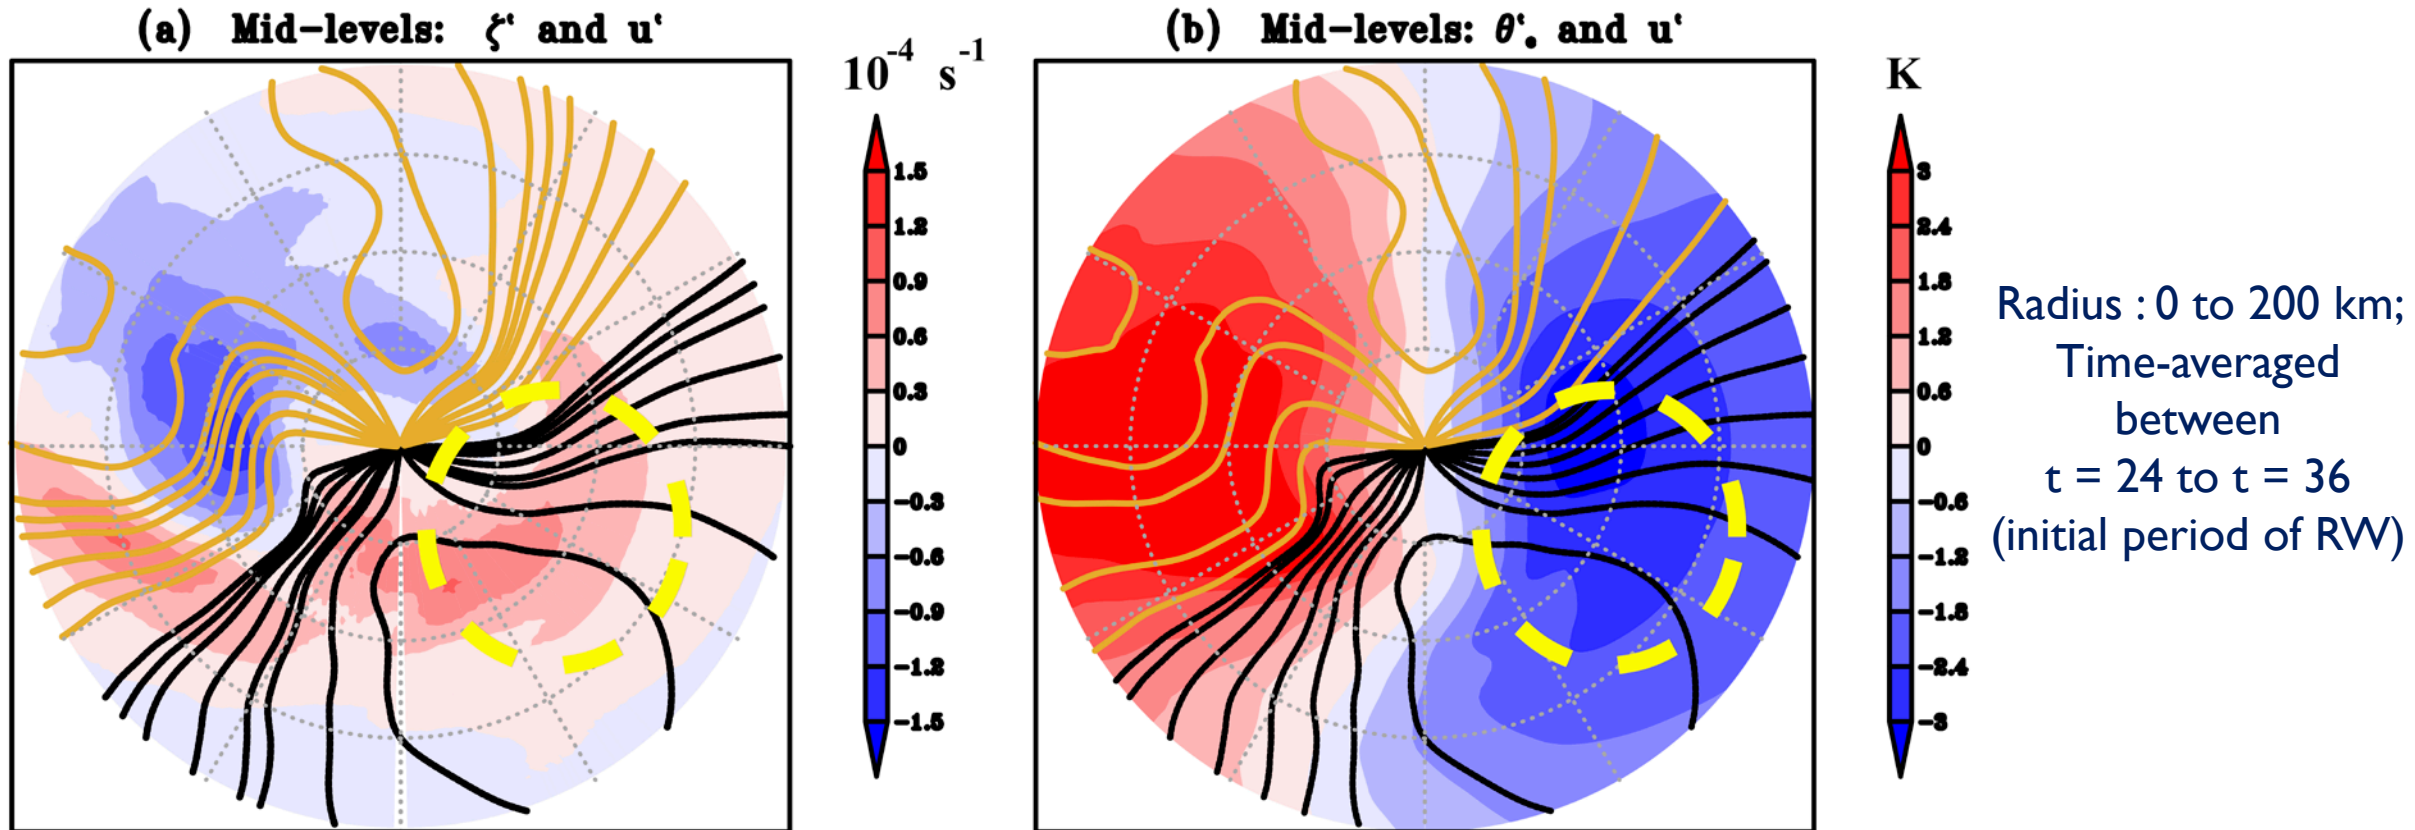 (a) Mid-levels: ζ‘ and u‘
10⁻⁴ s⁻¹
1.5
1.2
0.9
0.6
0.3
0
-0.3
-0.6
-0.9
-1.2
-1.5
(b) Mid-levels: θ‘ₑ and u‘
K
3
2.4
1.8
1.2
0.6
0
-0.6
-1.2
-1.8
-2.4
-3
Radius : 0 to 200 km;
Time-averaged
between
t = 24 to t = 36
(initial period of RW)